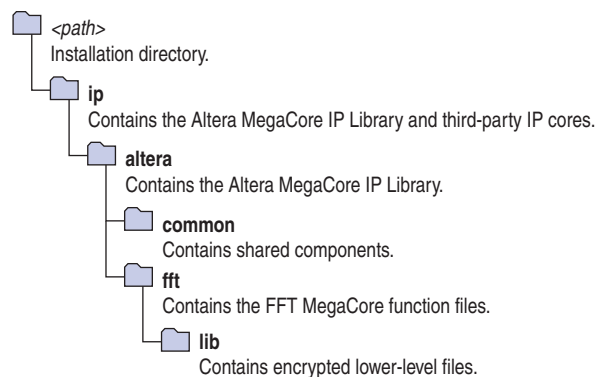 <path>
Installation directory.
ip
Contains the Altera MegaCore IP Library and third-party IP cores.
altera
Contains the Altera MegaCore IP Library.
common
Contains shared components.
fft
Contains the FFT MegaCore function files.
lib
Contains encrypted lower-level files.